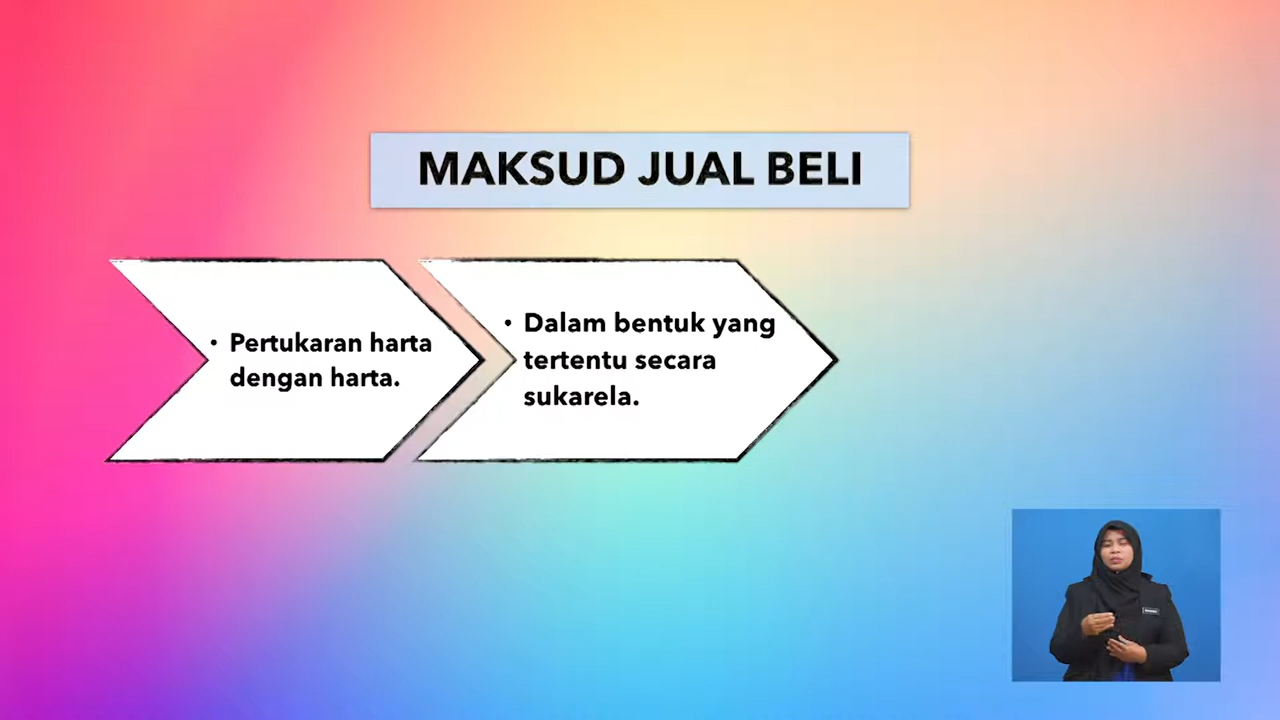 MAKSUD JUAL BELI
• Pertukaran harta
dengan harta.
• Dalam bentuk yang
tertentu secara
sukarela.